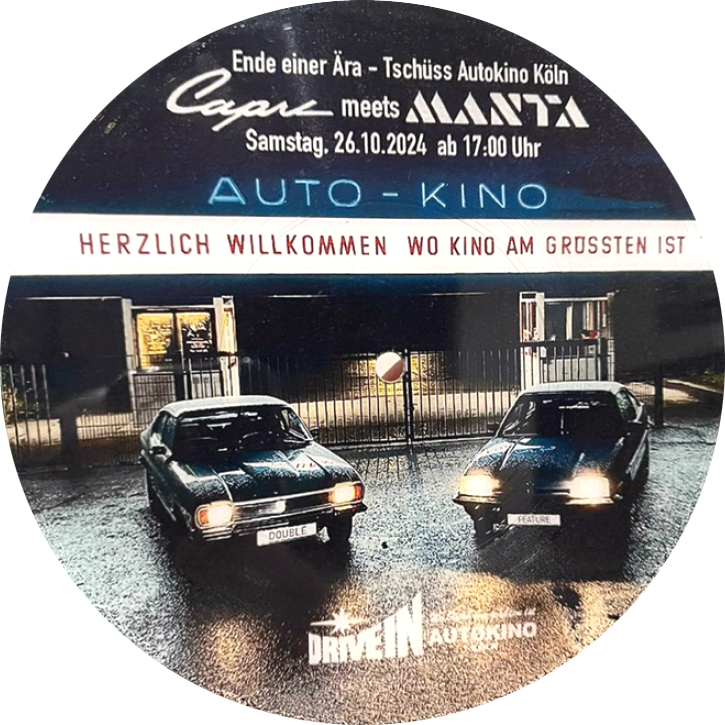 Ende einer Ära - Tschüss Autokino Köln
Capri meets MANTA
Samstag, 26.10.2024 ab 17:00 Uhr
AUTO - KINO
HERZLICH WILLKOMMEN WO KINO AM GRÖSSTEN IST
DOUBLE
FEATURE
DRIVE IN
AUTOKINO